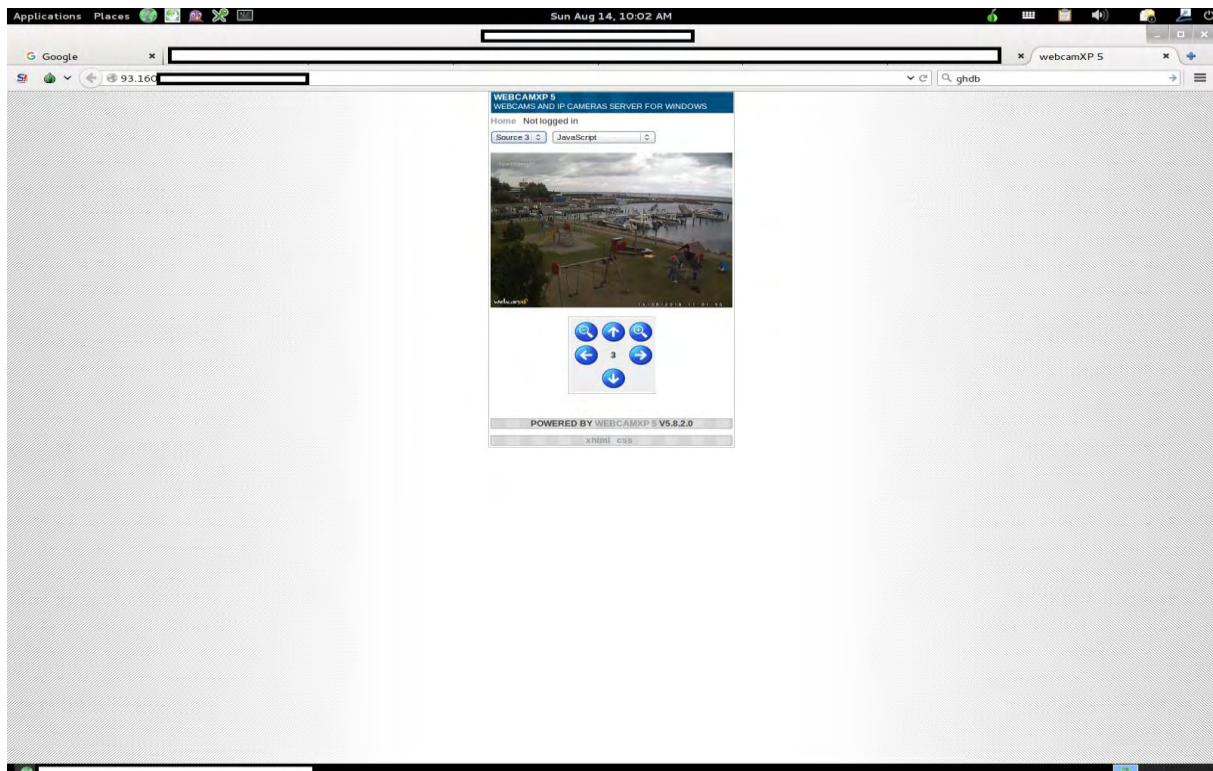 Applications Places Sun Aug 14, 10:02 AM
Google webcamXP 5
93.160 ghdb
WEBCAMXP 5
WEBCAMS AND IP CAMERAS SERVER FOR WINDOWS
Home Not logged in
Source 3 JavaScript
webcamXP
3
POWERED BY WEBCAMXP 5 V5.8.2.0
xhtml css